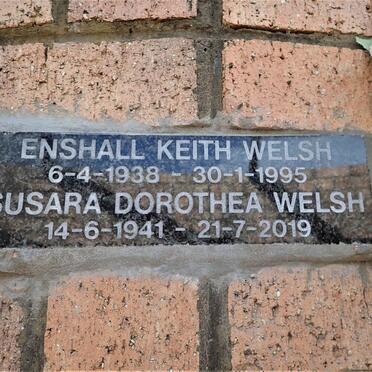 ENSHALL KEITH WELSH
6-4-1938 - 30-1-1995
SUSARA DOROTHEA WELSH
14-6-1941 - 21-7-2019